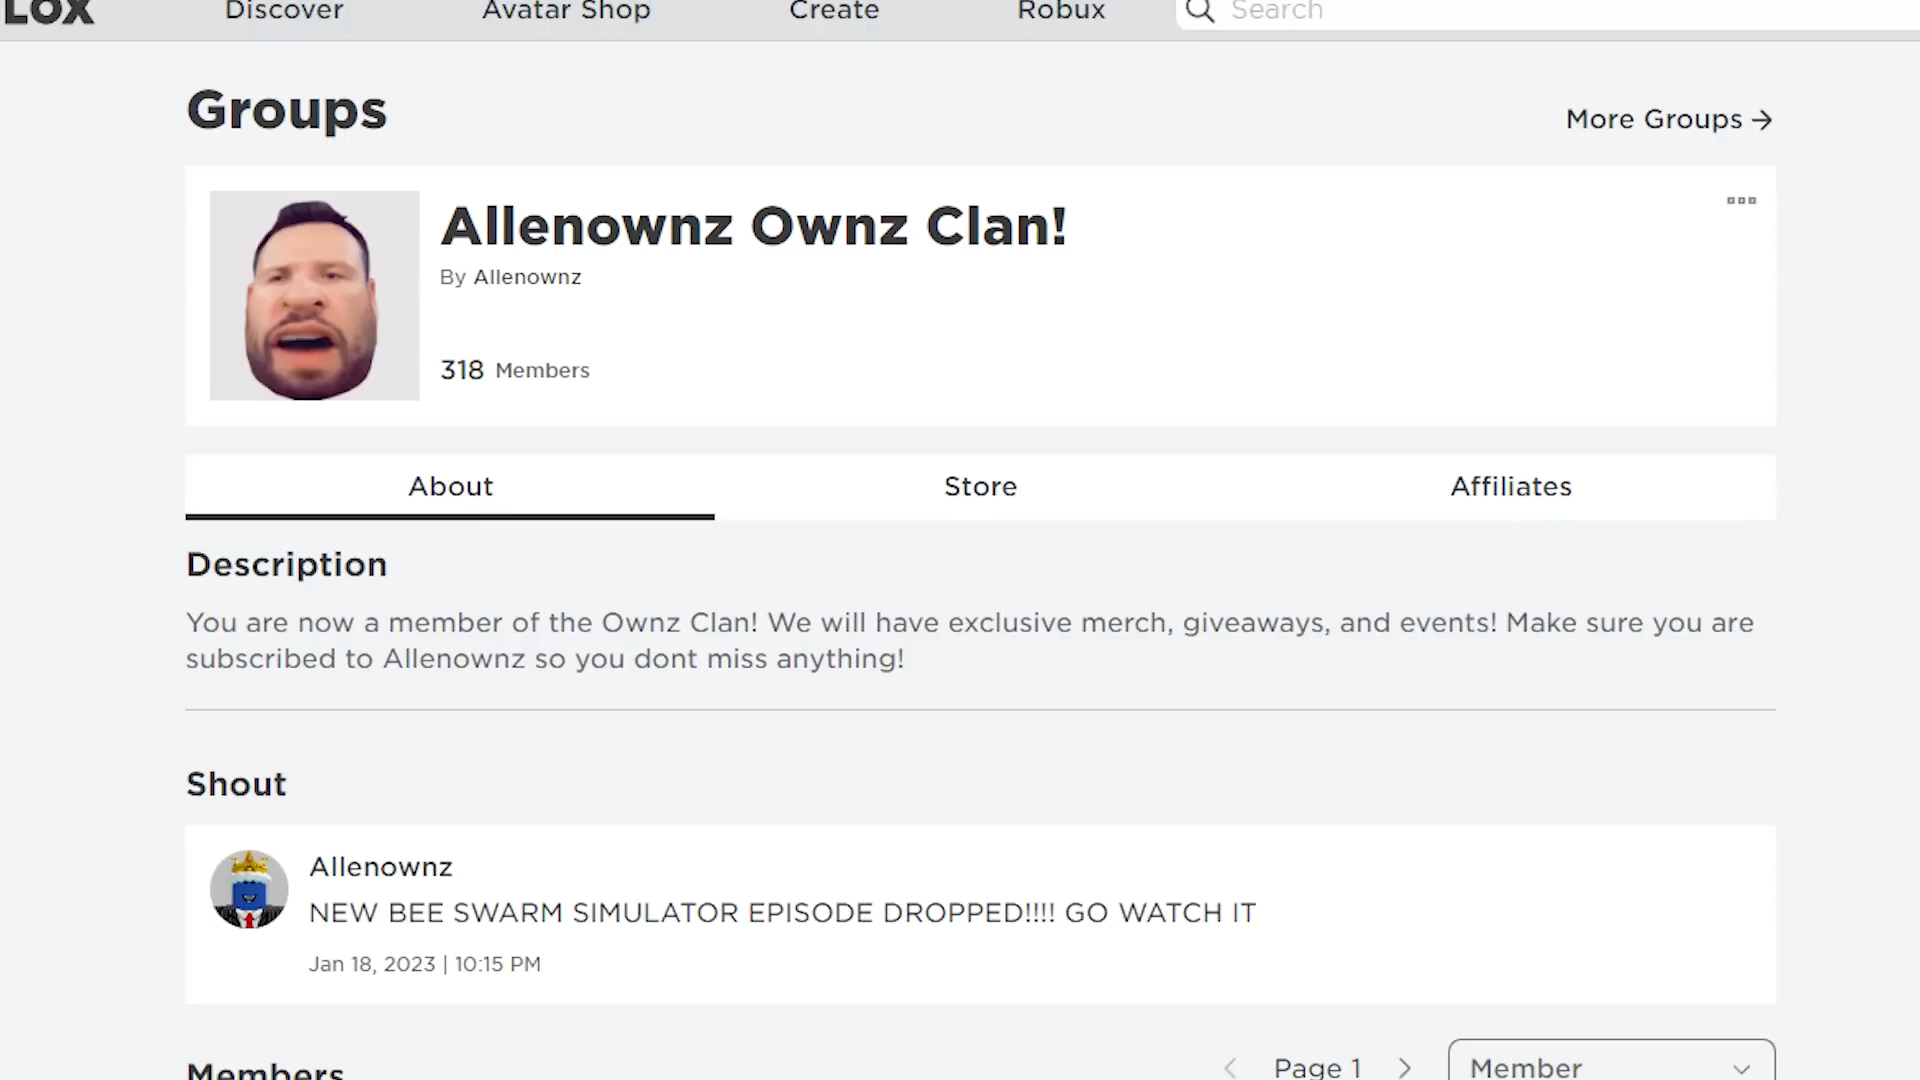 LOX Discover Avatar Shop Create Robux Search
Groups
More Groups
Allenownz Ownz Clan!
By Allenownz
318 Members
About Store Affiliates
Description
You are now a member of the Ownz Clan! We will have exclusive merch, giveaways, and events! Make sure you are
subscribed to Allenownz so you dont miss anything!
Shout
Allenownz
NEW BEE SWARM SIMULATOR EPISODE DROPPED!!!! GO WATCH IT
Jan 18, 2023 | 10:15 PM
Members
Page 1
Member